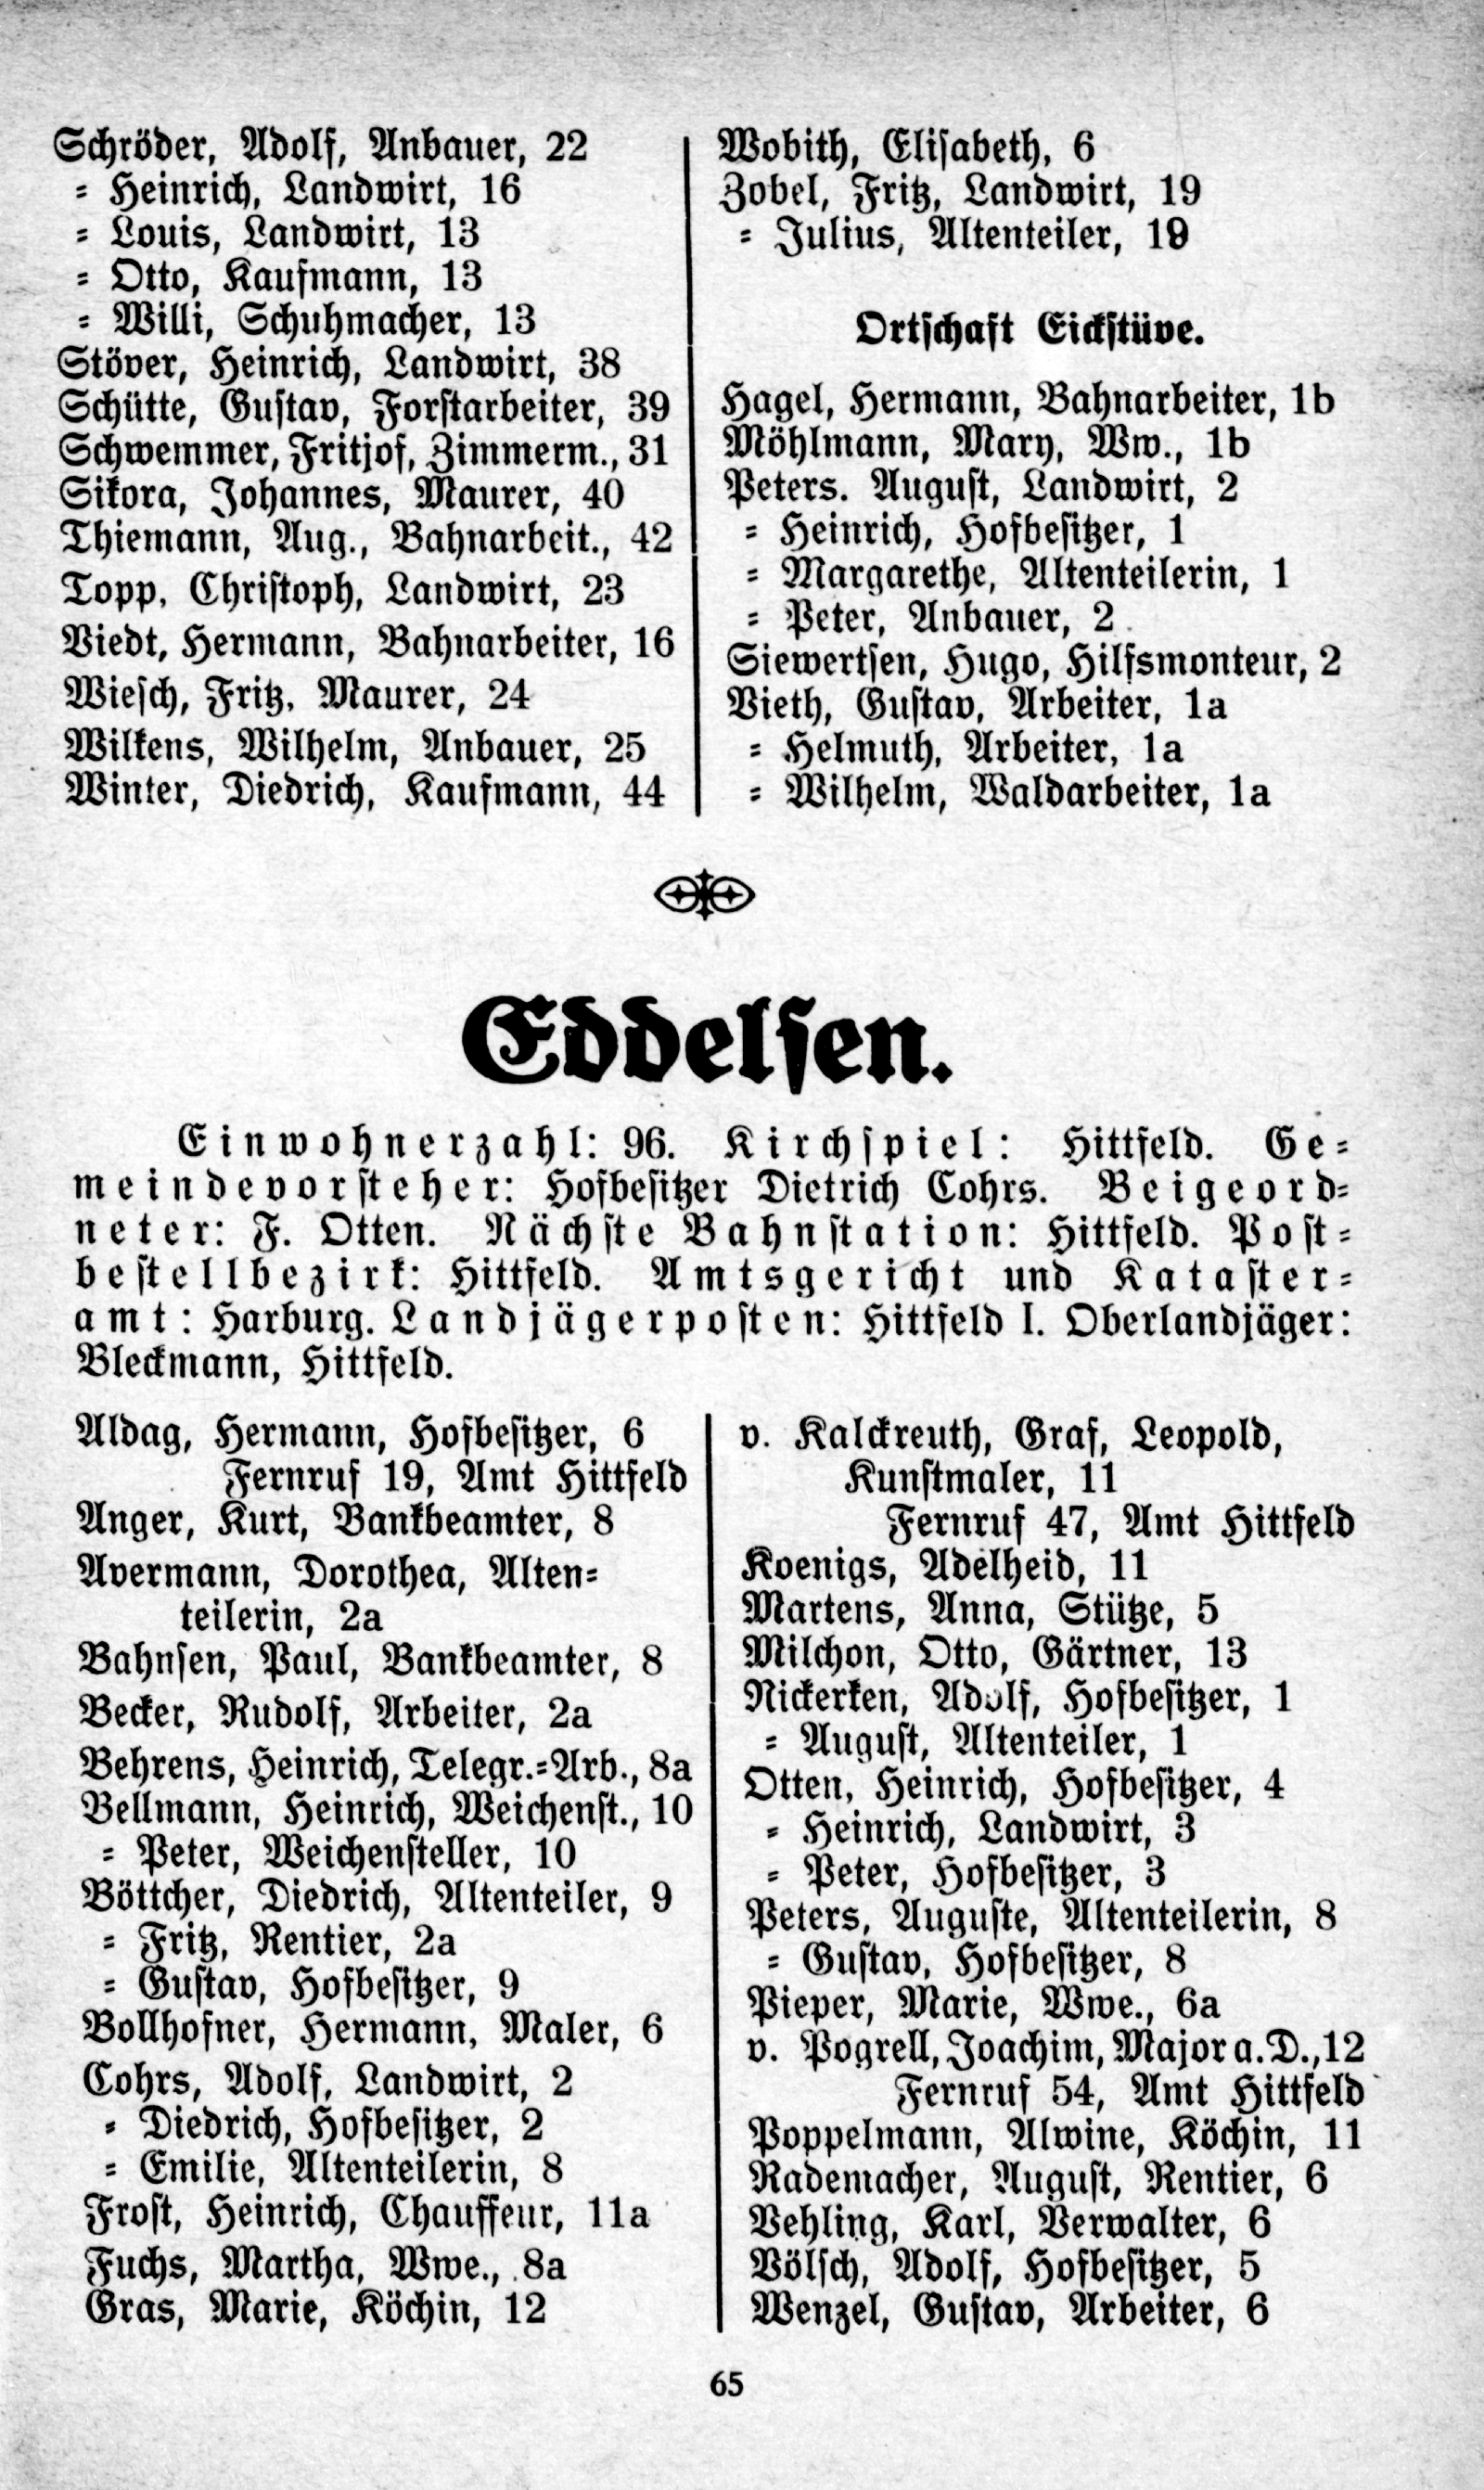 Schröder, Adolf, Anbauer, 22
= Heinrich, Landwirt, 16
= Louis, Landwirt, 13
= Otto, Kaufmann, 13
= Willi, Schuhmacher, 13
Stöver, Heinrich, Landwirt, 38
Schütte, Gustav, Forstarbeiter, 39
Schwemmer, Fritjof, Zimmerm., 31
Sikora, Johannes, Maurer, 40
Thiemann, Aug., Bahnarbeit., 42
Topp, Christoph, Landwirt, 23
Viedt, Hermann, Bahnarbeiter, 16
Wiesch, Fritz, Maurer, 24
Wilkens, Wilhelm, Anbauer, 25
Winter, Diedrich, Kaufmann, 44
Wobith, Elisabeth, 6
Zobel, Fritz, Landwirt, 19
= Julius, Altenteiler, 19
Ortschaft Eickstüve.
Hagel, Hermann, Bahnarbeiter, 1b
Möhlmann, Mary, Ww., 1b
Peters. August, Landwirt, 2
= Heinrich, Hofbesitzer, 1
= Margarethe, Altenteilerin, 1
= Peter, Anbauer, 2
Siewertsen, Hugo, Hilfsmonteur, 2
Vieth, Gustav, Arbeiter, 1a
= Helmuth, Arbeiter, 1a
= Wilhelm, Waldarbeiter, 1a
Eddelsen.
Einwohnerzahl: 96. Kirchspiel: Hittfeld. Ge=
meindevorsteher: Hofbesitzer Dietrich Cohrs. Beigeord=
neter: F. Otten. Nächste Bahnstation: Hittfeld. Post=
bestellbezirk: Hittfeld. Amtsgericht und Kataster=
amt: Harburg. Landjägerposten: Hittfeld I. Oberlandjäger:
Bleckmann, Hittfeld.
Aldag, Hermann, Hofbesitzer, 6
Fernruf 19, Amt Hittfeld
Anger, Kurt, Bankbeamter, 8
Avermann, Dorothea, Alten=
teilerin, 2a
Bahnsen, Paul, Bankbeamter, 8
Becker, Rudolf, Arbeiter, 2a
Behrens, Heinrich, Telegr.=Arb., 8a
Bellmann, Heinrich, Weichenst., 10
= Peter, Weichensteller, 10
Böttcher, Diedrich, Altenteiler, 9
= Fritz, Rentier, 2a
= Gustav, Hofbesitzer, 9
Bollhofner, Hermann, Maler, 6
Cohrs, Adolf, Landwirt, 2
= Diedrich, Hofbesitzer, 2
= Emilie, Altenteilerin, 8
Frost, Heinrich, Chauffeur, 11a
Fuchs, Martha, Wwe., 8a
Gras, Marie, Köchin, 12
v. Kalckreuth, Graf, Leopold,
Kunstmaler, 11
Fernruf 47, Amt Hittfeld
Koenigs, Adelheid, 11
Martens, Anna, Stütze, 5
Milchon, Otto, Gärtner, 13
Nickerken, Adolf, Hofbesitzer, 1
= August, Altenteiler, 1
Otten, Heinrich, Hofbesitzer, 4
= Heinrich, Landwirt, 3
= Peter, Hofbesitzer, 3
Peters, Auguste, Altenteilerin, 8
= Gustav, Hofbesitzer, 8
Pieper, Marie, Wwe., 6a
v. Pogrell, Joachim, Major a. D., 12
Fernruf 54, Amt Hittfeld
Poppelmann, Alwine, Köchin, 11
Rademacher, August, Rentier, 6
Vehling, Karl, Verwalter, 6
Völsch, Adolf, Hofbesitzer, 5
Wenzel, Gustav, Arbeiter, 6
65